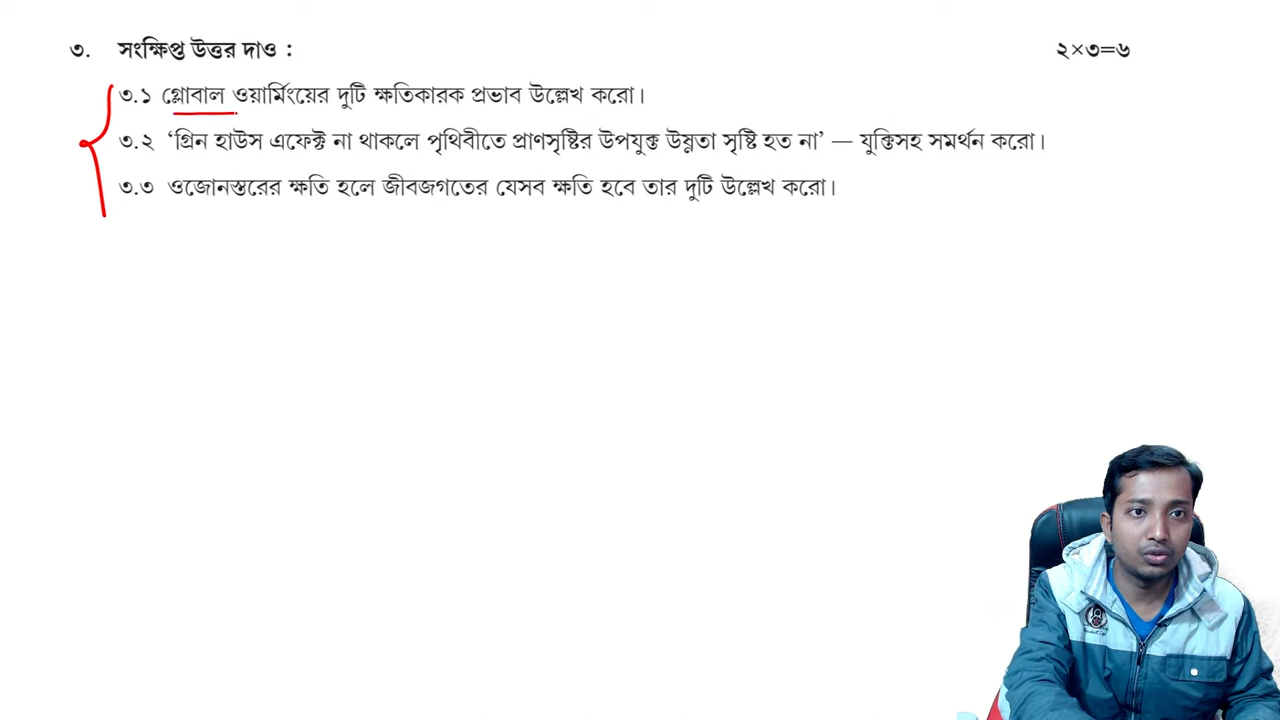 ৩. সংক্ষিপ্ত উত্তর দাও : ২×৩=৬
৩.১ গ্লোবাল ওয়ার্মিংয়ের দুটি ক্ষতিকারক প্রভাব উল্লেখ করো।
৩.২ ‘গ্রিন হাউস এফেক্ট না থাকলে পৃথিবীতে প্রাণসৃষ্টির উপযুক্ত উষ্ণতা সৃষ্টি হত না’ — যুক্তিসহ সমর্থন করো।
৩.৩ ওজোনস্তরের ক্ষতি হলে জীবজগতের যেসব ক্ষতি হবে তার দুটি উল্লেখ করো।